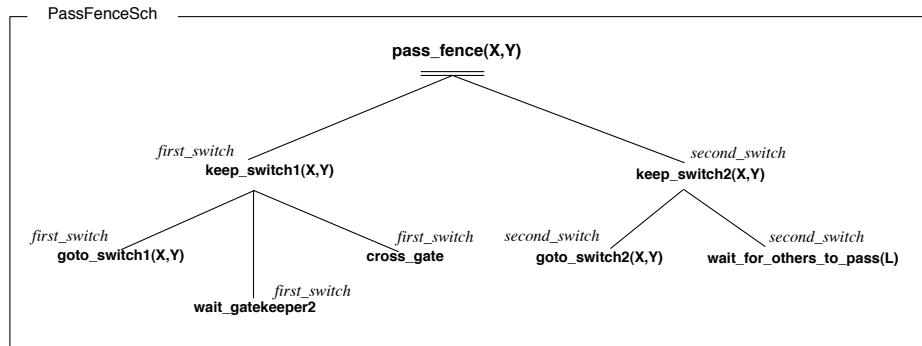 PassFenceSch
pass_fence(X,Y)
first_switch
keep_switch1(X,Y)
second_switch
keep_switch2(X,Y)
first_switch
goto_switch1(X,Y)
first_switch
wait_gatekeeper2
first_switch
cross_gate
second_switch
goto_switch2(X,Y)
second_switch
wait_for_others_to_pass(L)